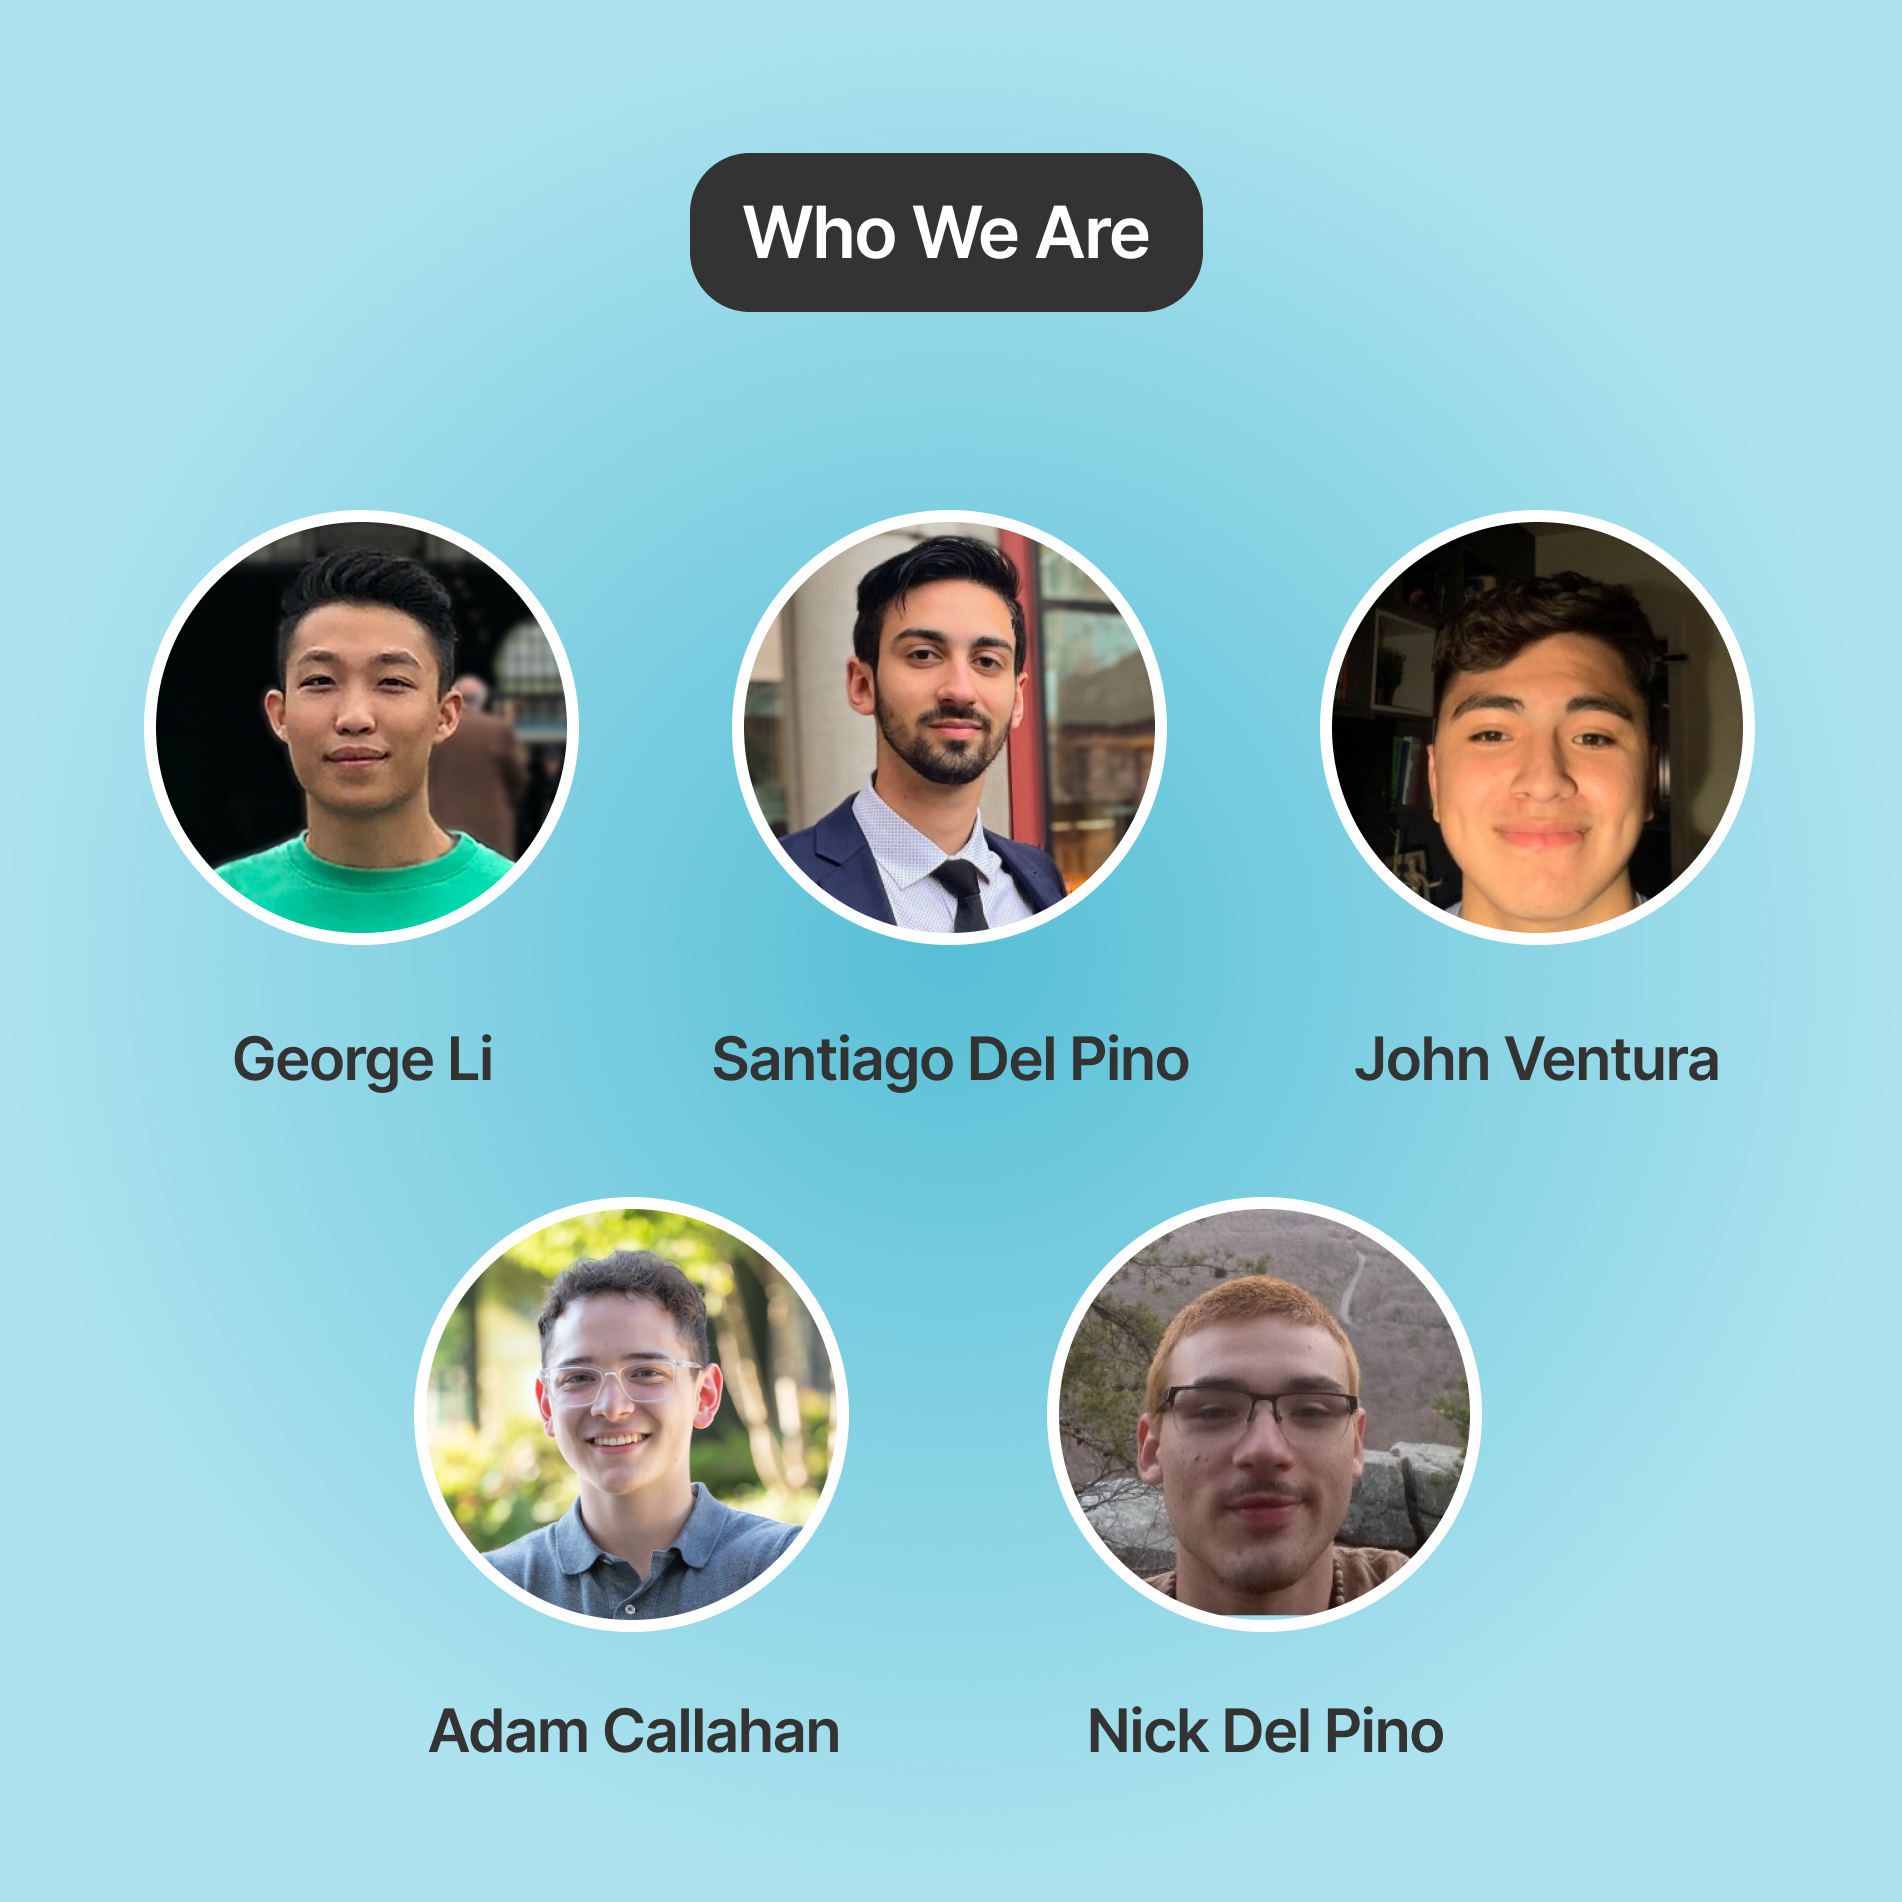 Who We Are
George Li
Santiago Del Pino
John Ventura
Adam Callahan
Nick Del Pino